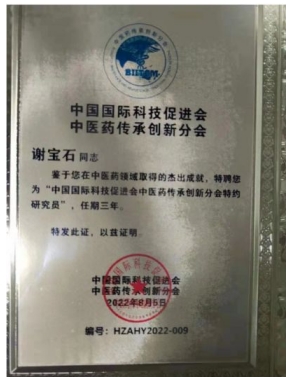 中国国际科技促进会
中医药传承创新分会
谢宝石 同志
鉴于您在中医药领域取得的杰出成就,特聘您
为“中国国际科技促进会中医药传承创新分会特约
研究员”,任期三年。
特发此证,以兹证明。
中国国际科技促进会
中医药传承创新分会
2022年6月5日
编号:HZAHY2022-009